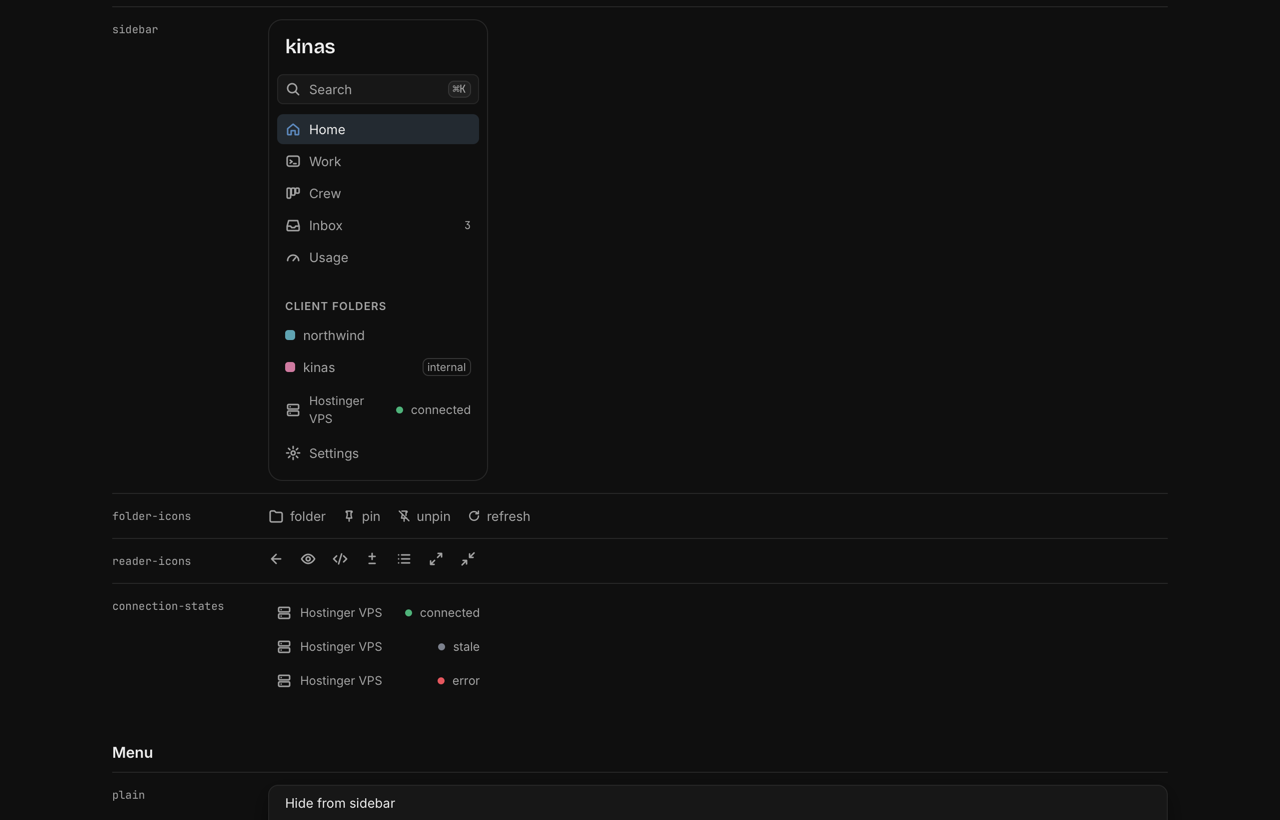 sidebar
kinas
Search ⌘K
Home
Work
Crew
Inbox 3
Usage
CLIENT FOLDERS
northwind
kinas internal
Hostinger
VPS
connected
Settings
folder-icons folder pin unpin refresh
reader-icons
connection-states Hostinger VPS connected
Hostinger VPS stale
Hostinger VPS error
Menu
plain Hide from sidebar